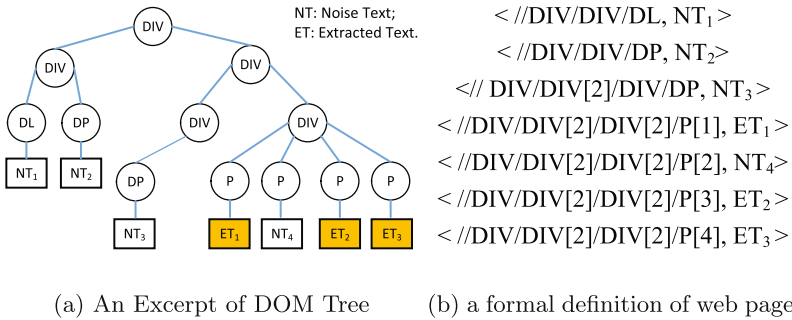 NT: Noise Text;
ET: Extracted Text.
DIV
DIV
DIV
DL
DP
DIV
DIV
NT₁
NT₂
DP
P
P
P
P
NT₃
ET₁
NT₄
ET₂
ET₃
(a) An Excerpt of DOM Tree
< //DIV/DIV/DL, NT₁>
< //DIV/DIV/DP, NT₂>
<// DIV/DIV[2]/DIV/DP, NT₃>
< //DIV/DIV[2]/DIV[2]/P[1], ET₁>
< //DIV/DIV[2]/DIV[2]/P[2], NT₄>
< //DIV/DIV[2]/DIV[2]/P[3], ET₂>
< //DIV/DIV[2]/DIV[2]/P[4], ET₃>
(b) a formal definition of web page